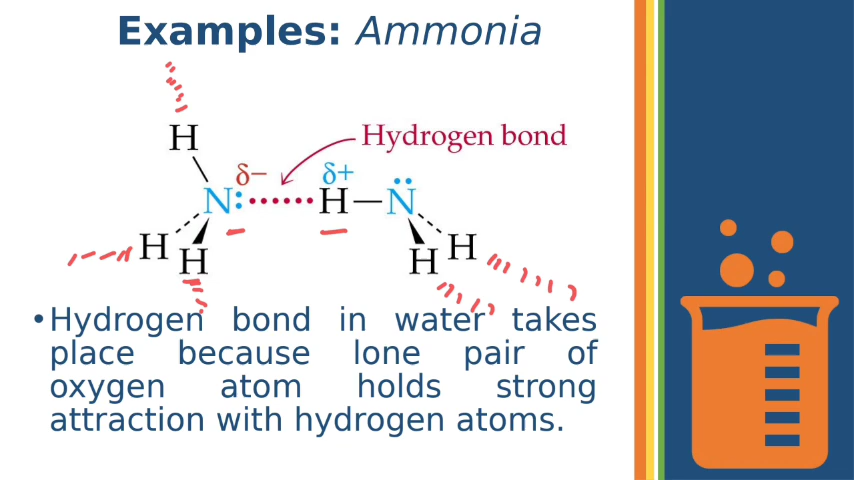 Examples: Ammonia
H
Hydrogen bond
δ− δ+
N: H—N̈
H H H H
•Hydrogen bond in water takes
place because lone pair of
oxygen atom holds strong
attraction with hydrogen atoms.